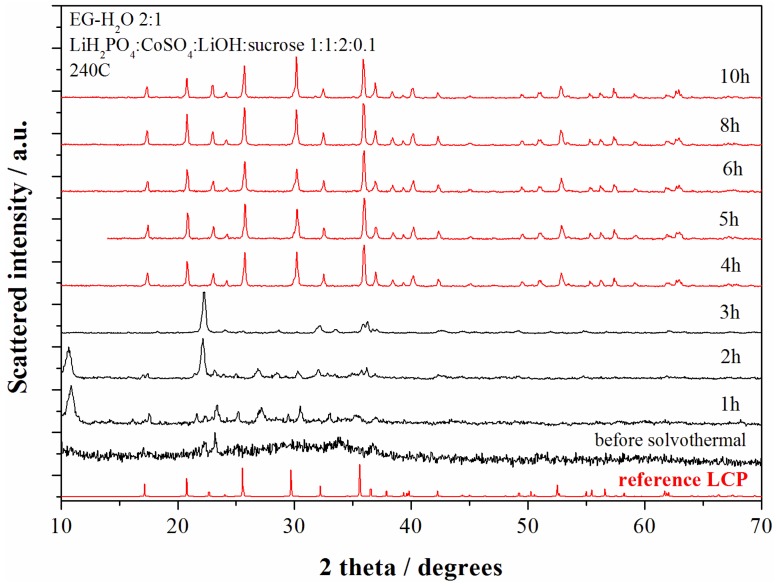 EG-H₂O 2:1
LiH₂PO₄:CoSO₄:LiOH:sucrose 1:1:2:0.1
240C
10h
8h
6h
5h
4h
3h
2h
1h
before solvothermal
reference LCP
Scattered intensity / a.u.
10 20 30 40 50 60 70
2 theta / degrees